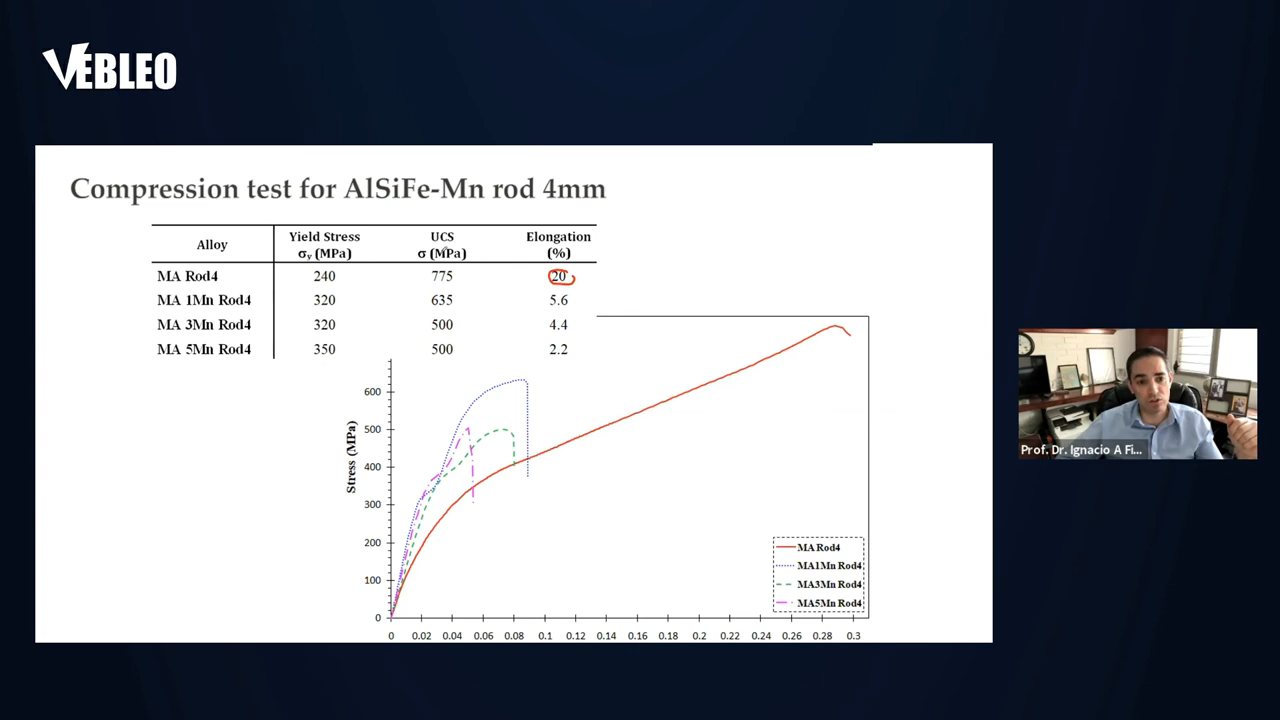 VEBLEO
Compression test for AlSiFe-Mn rod 4mm
Alloy
Yield Stress
σy (MPa)
UCS
σ (MPa)
Elongation
(%)
MA Rod4 240 775 20
MA 1Mn Rod4 320 635 5.6
MA 3Mn Rod4 320 500 4.4
MA 5Mn Rod4 350 500 2.2
600
500
400
300
200
100
0
Stress (MPa)
0 0.02 0.04 0.06 0.08 0.1 0.12 0.14 0.16 0.18 0.2 0.22 0.24 0.26 0.28 0.3
MA Rod4
MA1Mn Rod4
MA3Mn Rod4
MA5Mn Rod4
Prof. Dr. Ignacio A Fi...